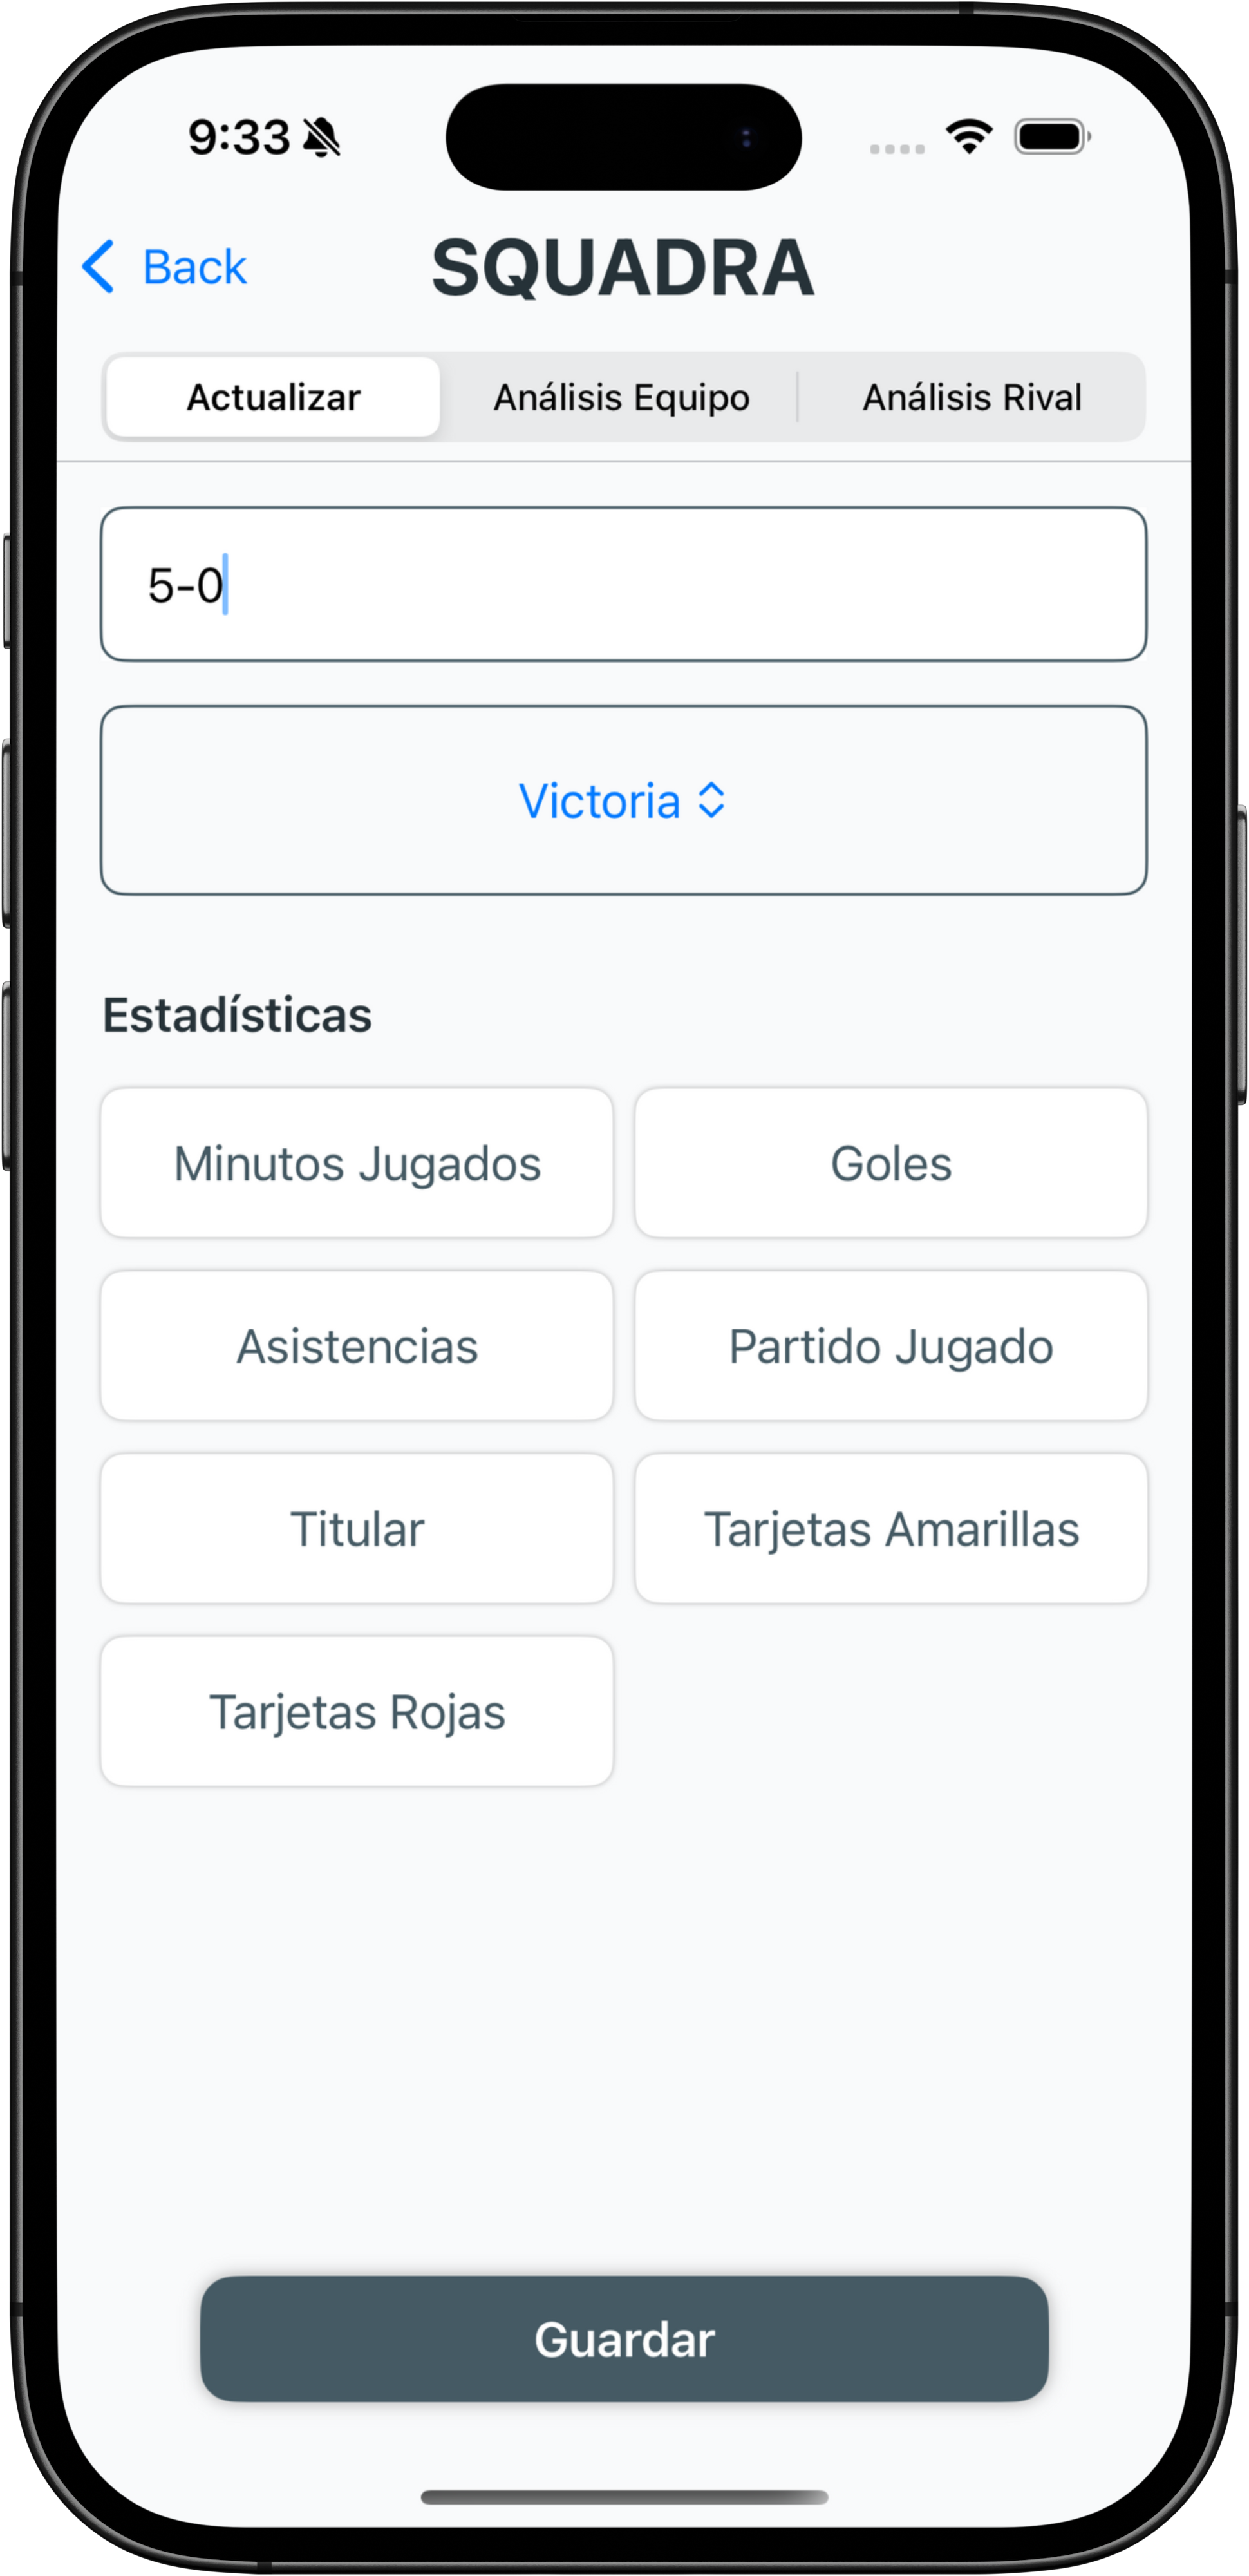 9:33
Back
SQUADRA
Actualizar Análisis Equipo Análisis Rival
5-0
Victoria
Estadísticas
Minutos Jugados Goles
Asistencias Partido Jugado
Titular Tarjetas Amarillas
Tarjetas Rojas
Guardar